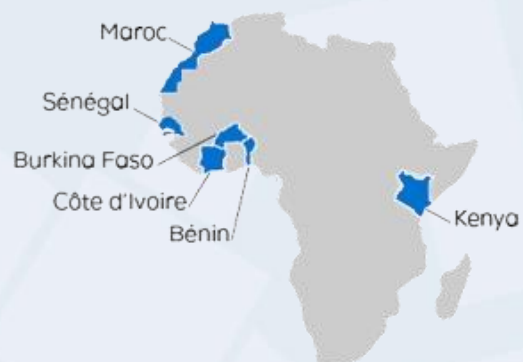 Maroc
Sénégal
Burkina Faso
Côte d'Ivoire
Bénin
Kenya